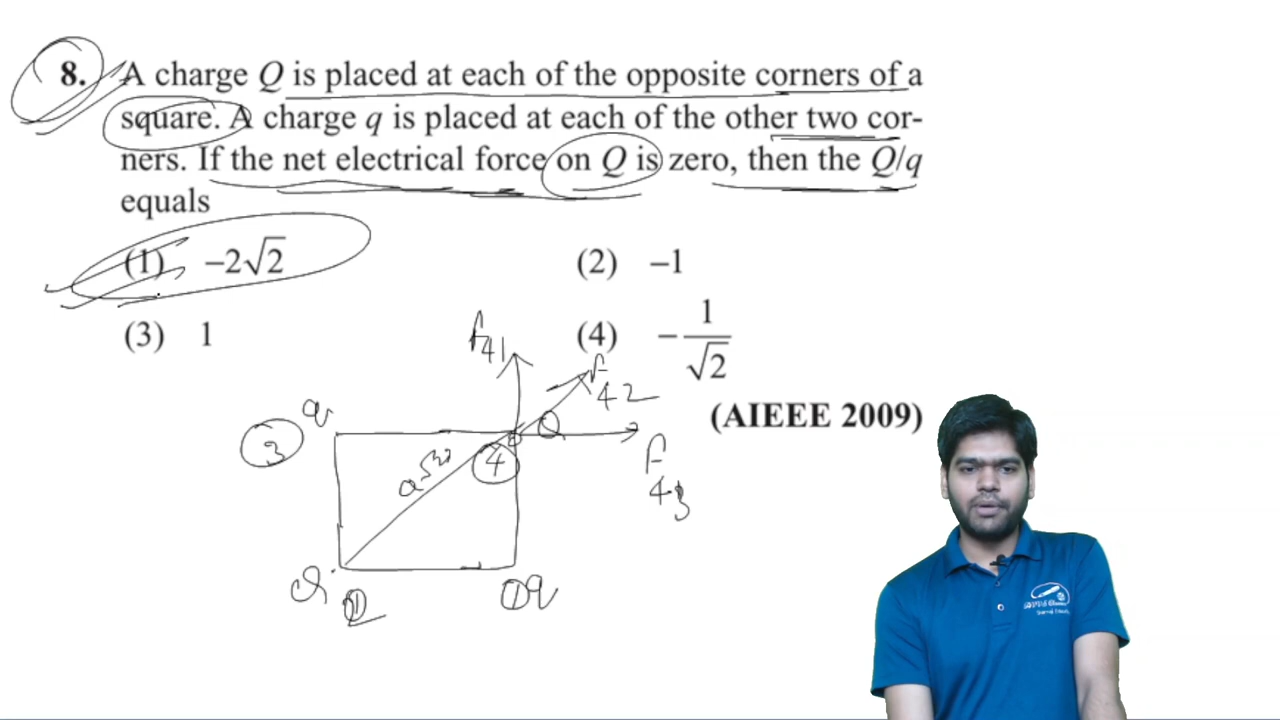 8. A charge Q is placed at each of the opposite corners of a
square. A charge q is placed at each of the other two cor-
ners. If the net electrical force on Q is zero, then the Q/q
equals
(1) −2√2 (2) −1
(3) 1 (4) −1/√2
(AIEEE 2009)
F41
F42
F43
q
3
4
Q
a√2
Q
2
1 q